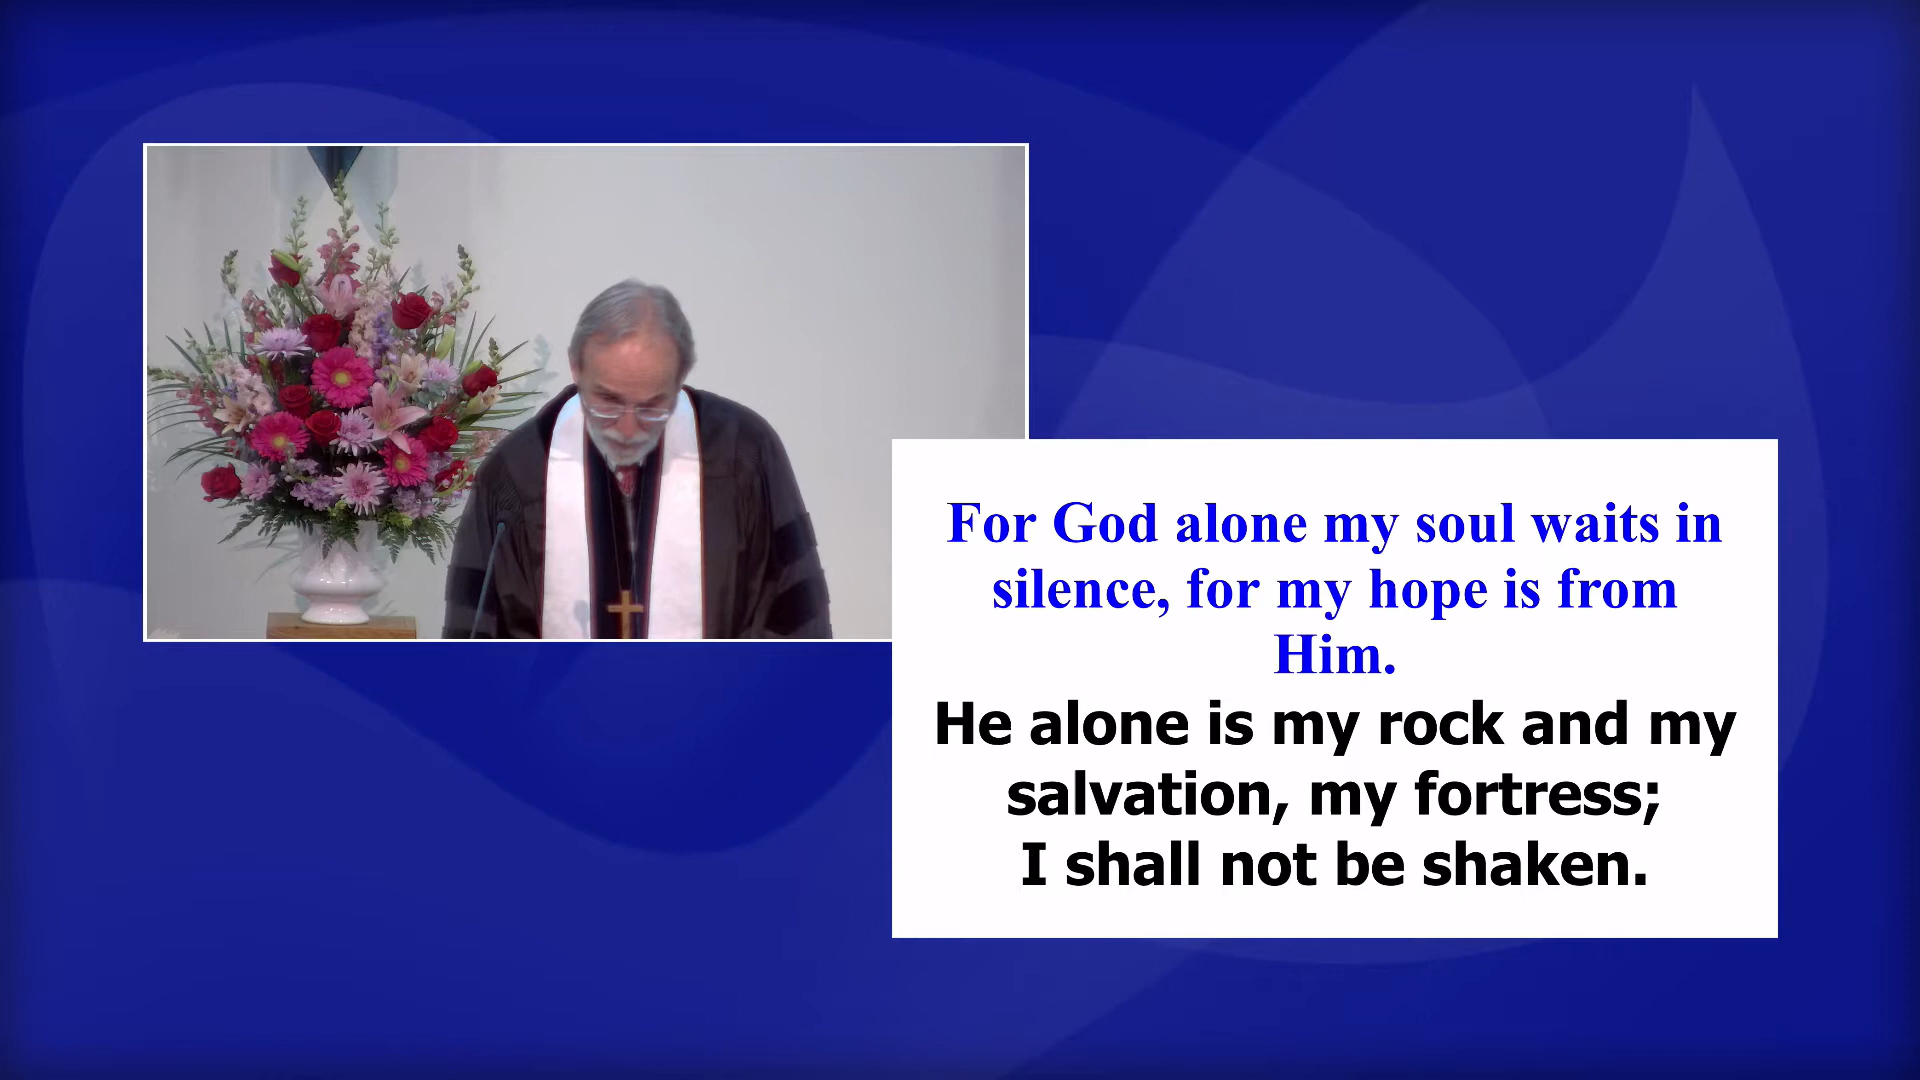 For God alone my soul waits in
silence, for my hope is from
Him.
He alone is my rock and my
salvation, my fortress;
I shall not be shaken.